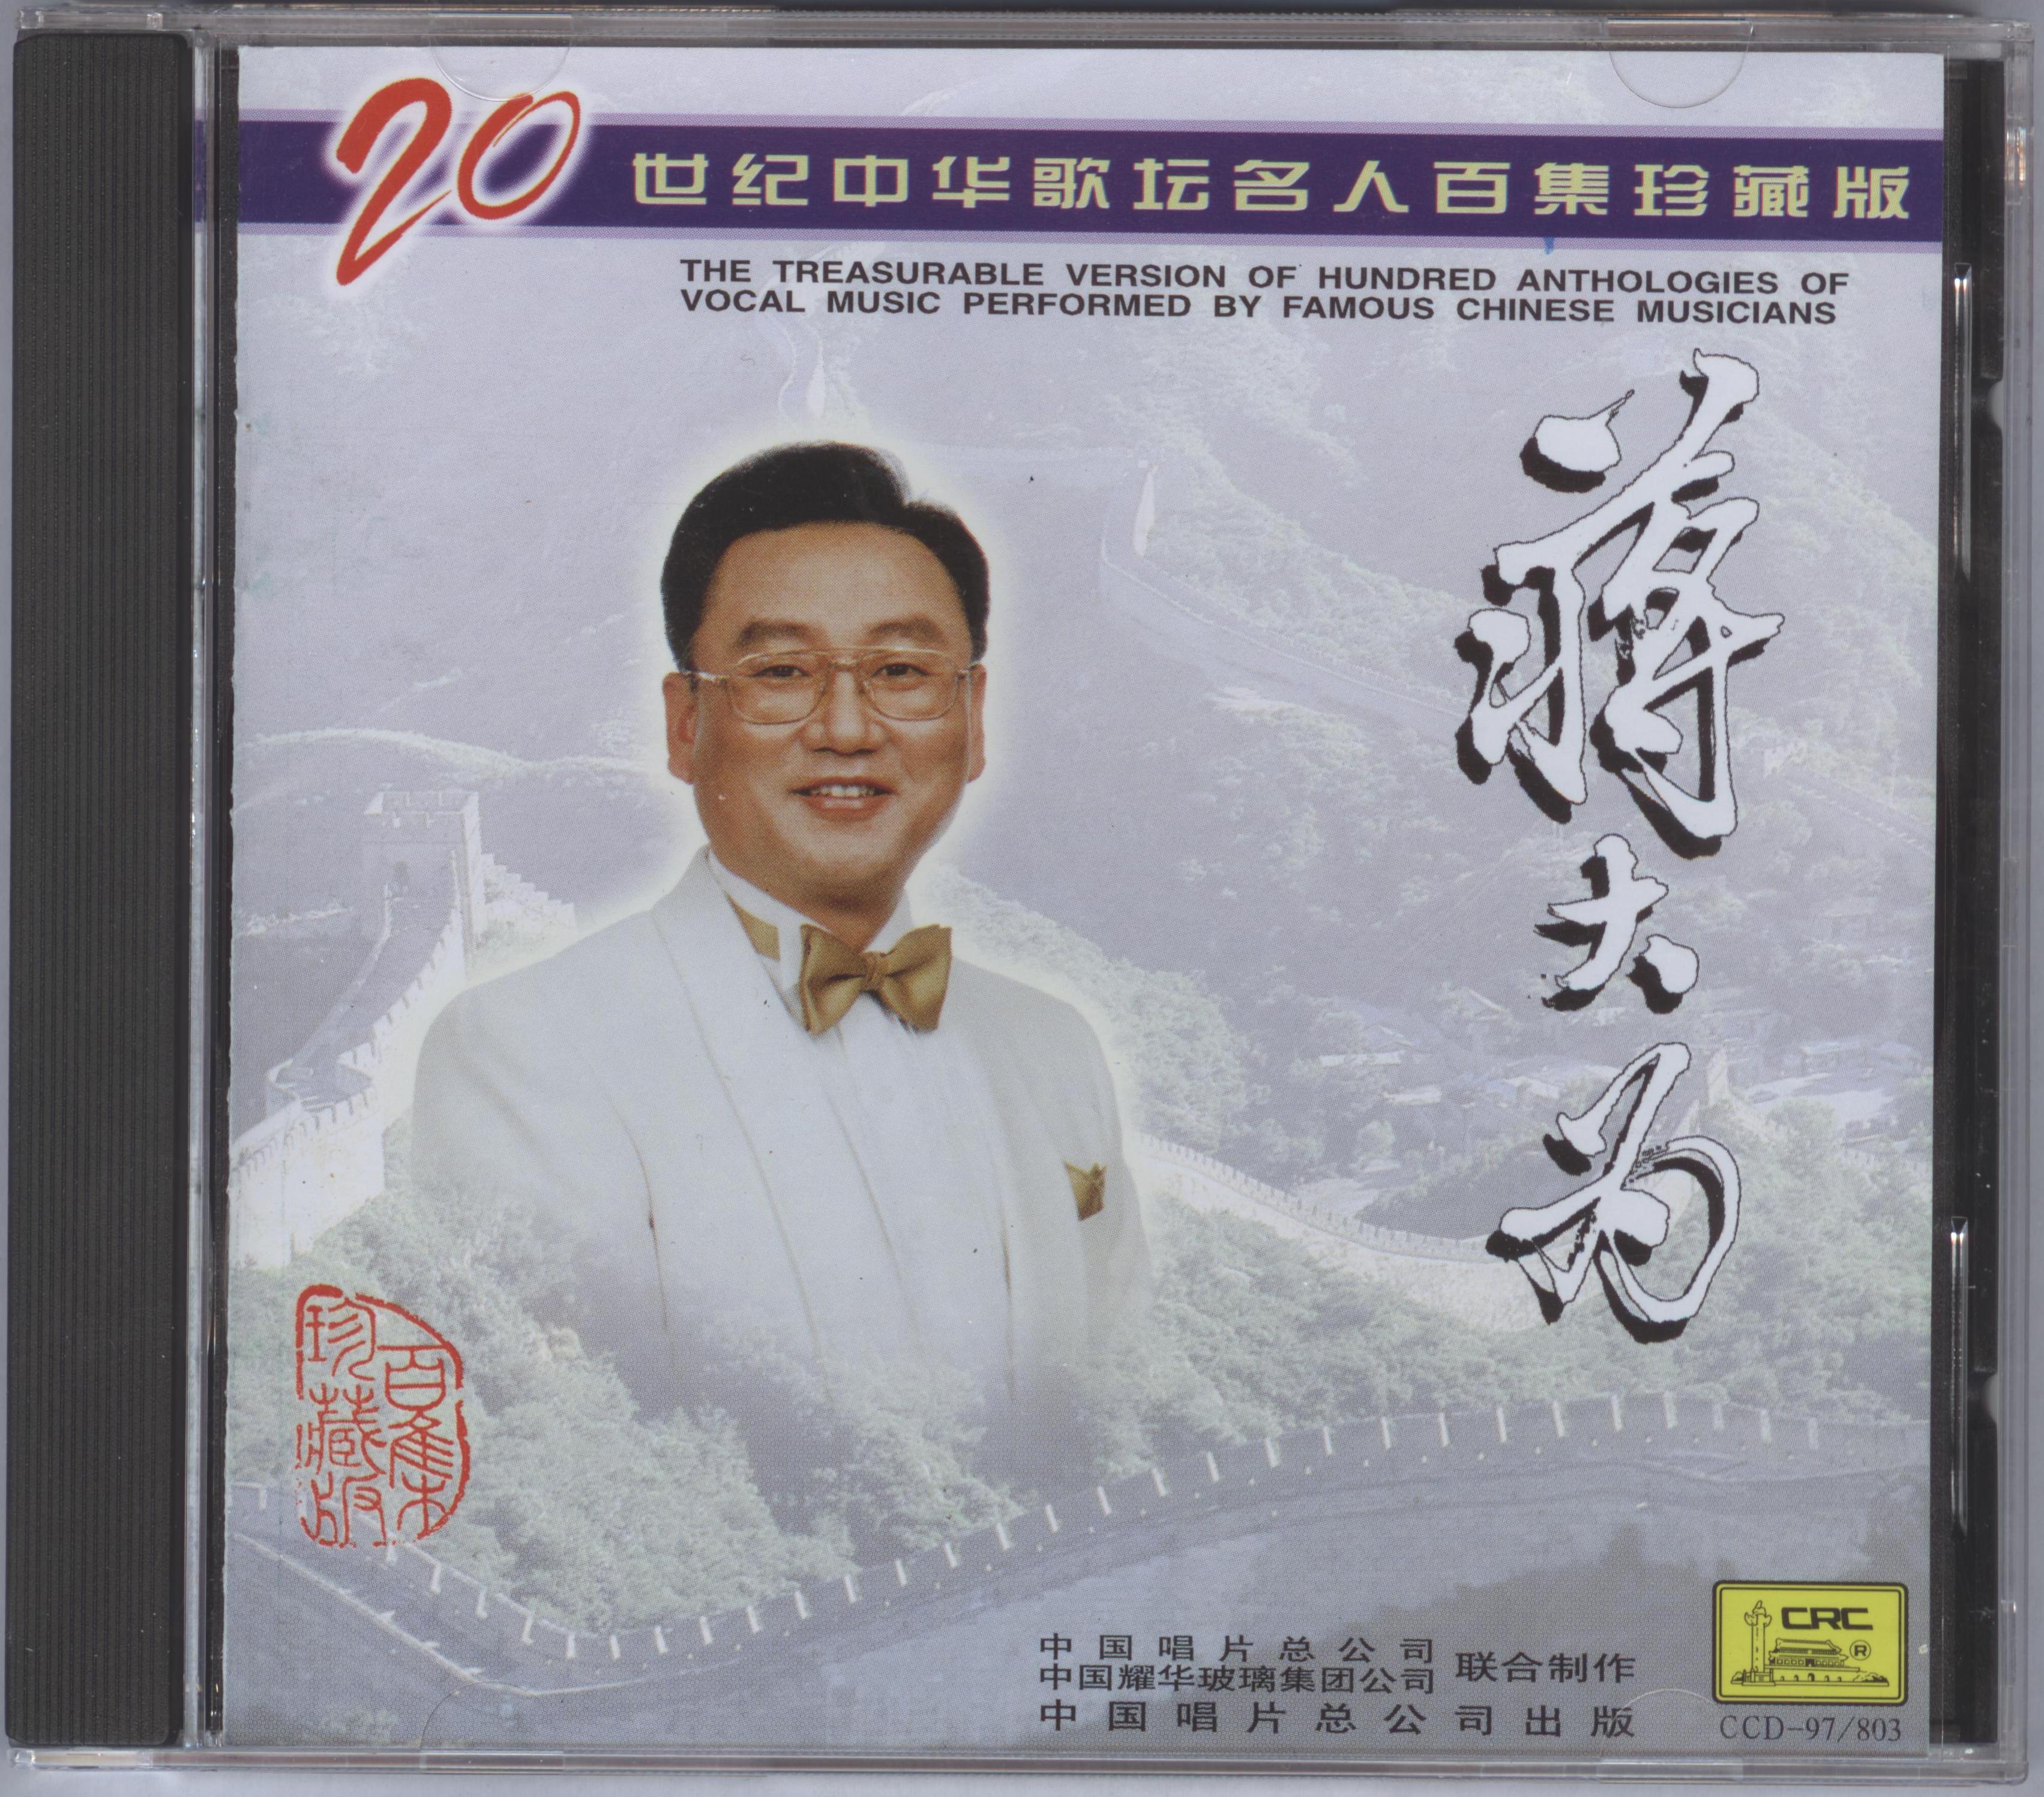 20世纪中华歌坛名人百集珍藏版
THE TREASURABLE VERSION OF HUNDRED ANTHOLOGIES OF
VOCAL MUSIC PERFORMED BY FAMOUS CHINESE MUSICIANS
蒋大为
百集
珍藏版
中国唱片总公司
中国耀华玻璃集团公司
联合制作
中国唱片总公司出版
CRC
®
CCD-97/803